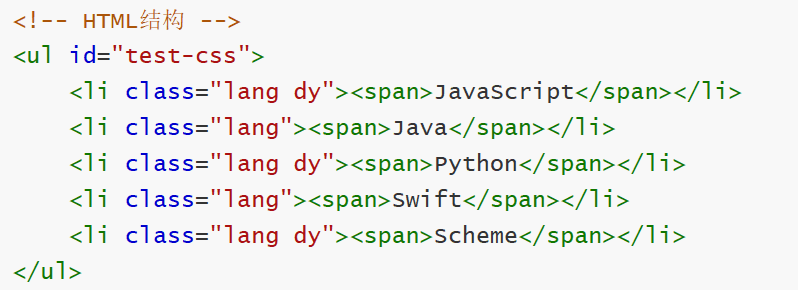 <!-- HTML结构 -->
<ul id="test-css">
    <li class="lang dy"><span>JavaScript</span></li>
    <li class="lang"><span>Java</span></li>
    <li class="lang dy"><span>Python</span></li>
    <li class="lang"><span>Swift</span></li>
    <li class="lang dy"><span>Scheme</span></li>
</ul>